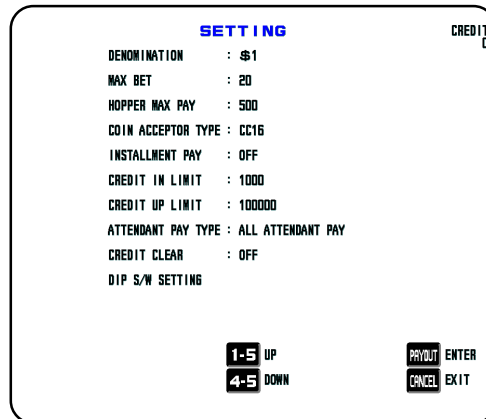 SETTING
CREDIT
DENOMINATION : $1
MAX BET : 20
HOPPER MAX PAY : 500
COIN ACCEPTOR TYPE : CC16
INSTALLMENT PAY : OFF
CREDIT IN LIMIT : 1000
CREDIT UP LIMIT : 100000
ATTENDANT PAY TYPE : ALL ATTENDANT PAY
CREDIT CLEAR : OFF
DIP S/W SETTING
1-5 UP PAYOUT ENTER
4-5 DOWN CANCEL EXIT